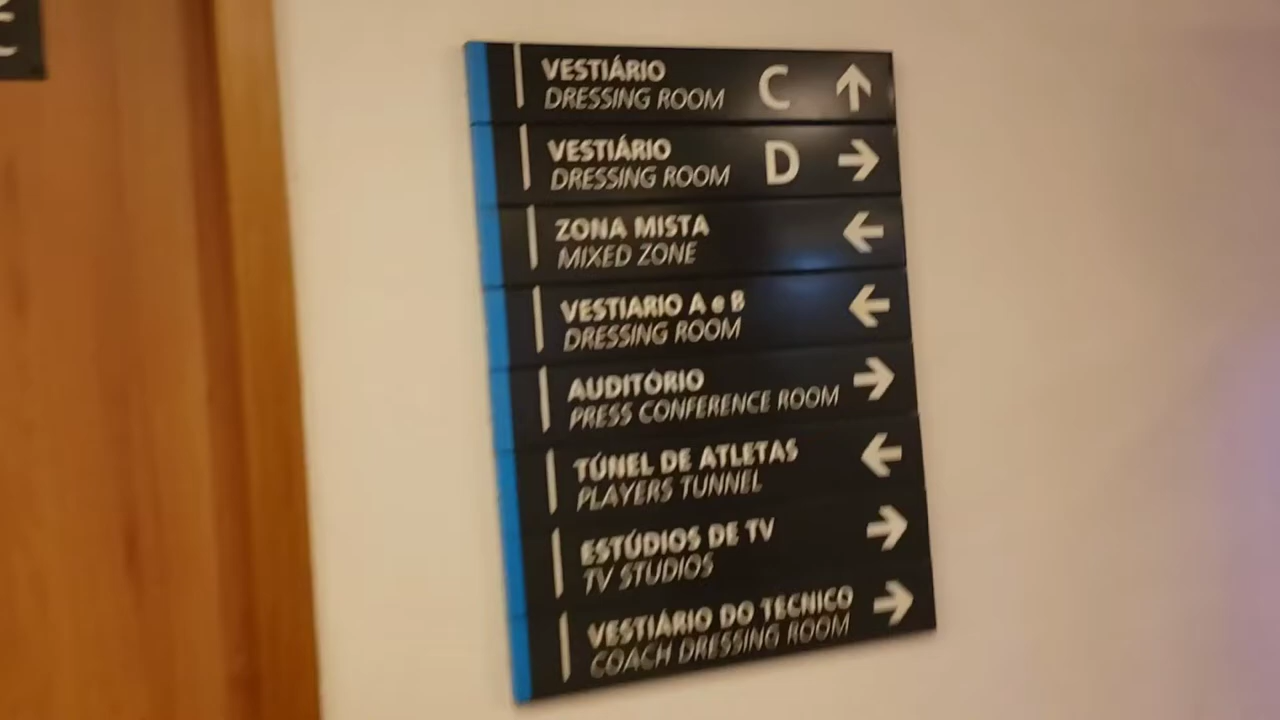 VESTIÁRIO
DRESSING ROOM
C ↑
VESTIÁRIO
DRESSING ROOM
D →
ZONA MISTA
MIXED ZONE
←
VESTIARIO A e B
DRESSING ROOM
←
AUDITÓRIO
PRESS CONFERENCE ROOM
→
TÚNEL DE ATLETAS
PLAYERS TUNNEL
←
ESTÚDIOS DE TV
TV STUDIOS
→
VESTIÁRIO DO TECNICO
COACH DRESSING ROOM
→